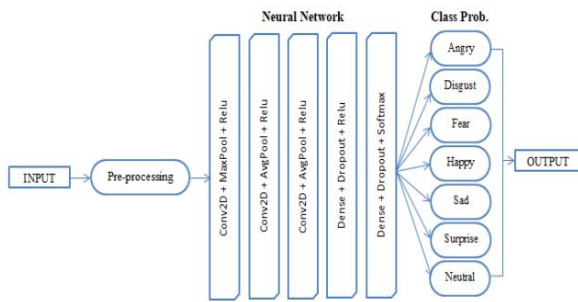 Neural Network
Class Prob.
INPUT
Pre-processing
Conv2D + MaxPool + Relu
Conv2D + AvgPool + Relu
Conv2D + AvgPool + Relu
Dense + Dropout + Relu
Dense + Dropout + Softmax
Angry
Disgust
Fear
Happy
Sad
Surprise
Neutral
OUTPUT